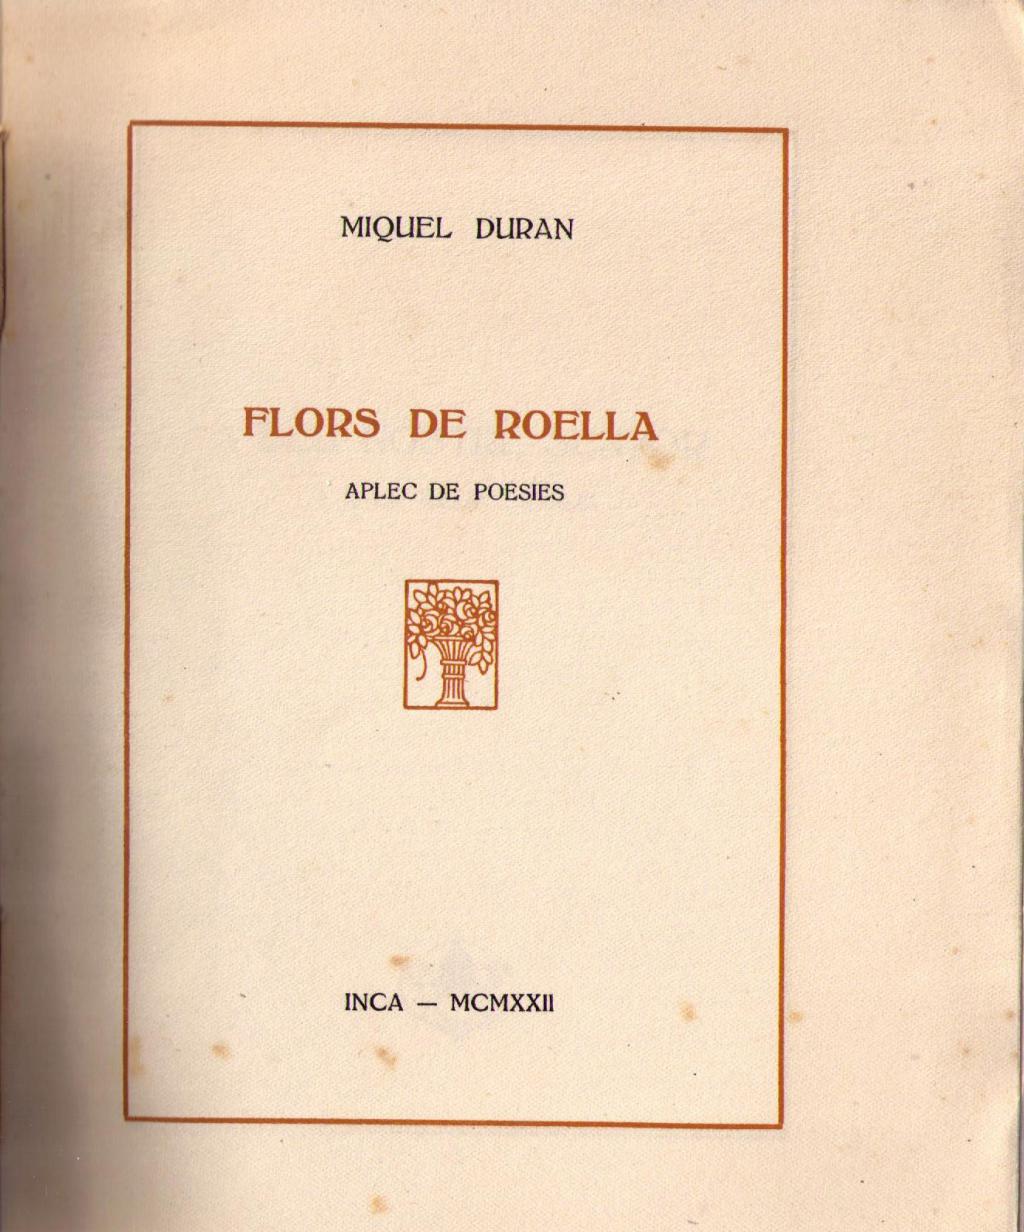 MIQUEL DURAN
FLORS DE ROELLA
APLEC DE POESIES
INCA — MCMXXII